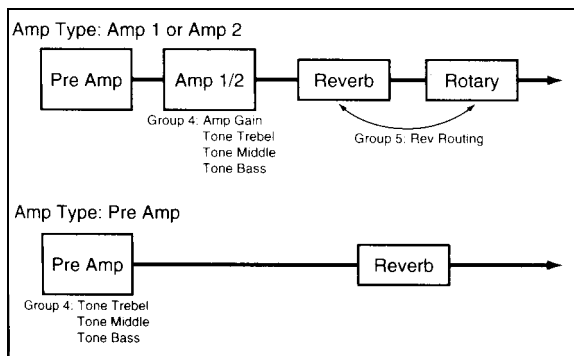 Amp Type: Amp 1 or Amp 2
Pre Amp
Amp 1/2
Reverb
Rotary
Group 4: Amp Gain
Tone Trebel
Tone Middle
Tone Bass
Group 5: Rev Routing
Amp Type: Pre Amp
Pre Amp
Reverb
Group 4: Tone Trebel
Tone Middle
Tone Bass